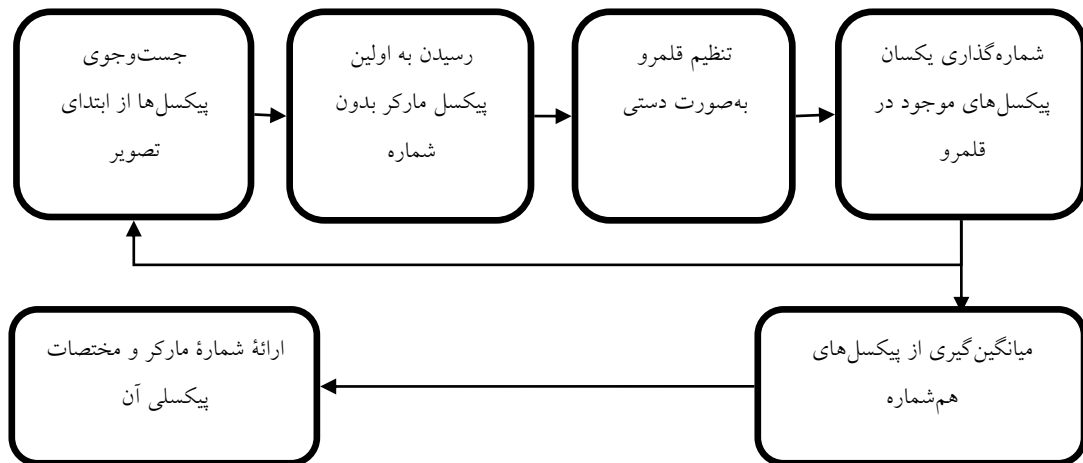 جست‌وجوی
پیکسل‌ها از ابتدای
تصویر
رسیدن به اولین
پیکسل مارکر بدون
شماره
تنظیم قلمرو
به‌صورت دستی
شماره‌گذاری یکسان
پیکسل‌های موجود در
قلمرو
میانگین‌گیری از پیکسل‌های
هم‌شماره
ارائهٔ شمارهٔ مارکر و مختصات
پیکسلی آن